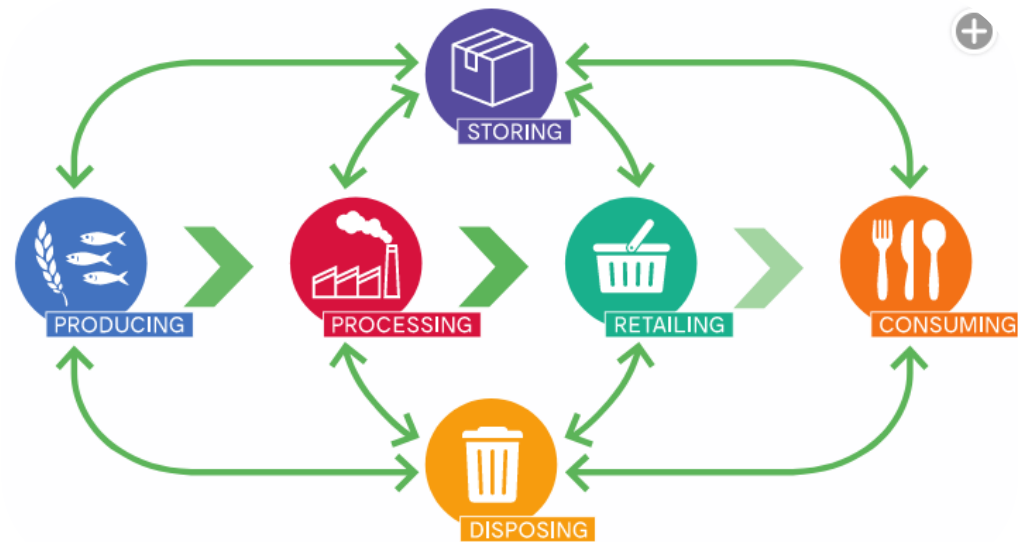 STORING
PRODUCING
PROCESSING
RETAILING
CONSUMING
DISPOSING